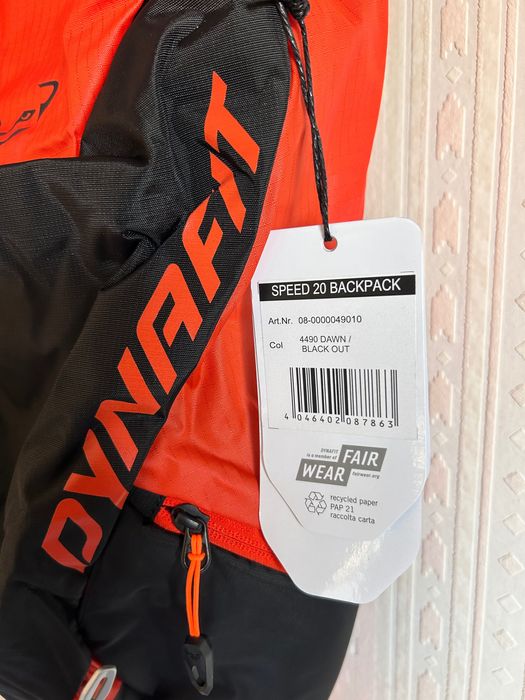 DYNAFIT
SPEED 20 BACKPACK
Art.Nr. 08-0000049010
Col 4490 DAWN /
BLACK OUT
4 046402 087863
DYNAFIT
is a member of
FAIR
WEAR
fairwear.org
recycled paper
PAP 21
raccolta carta